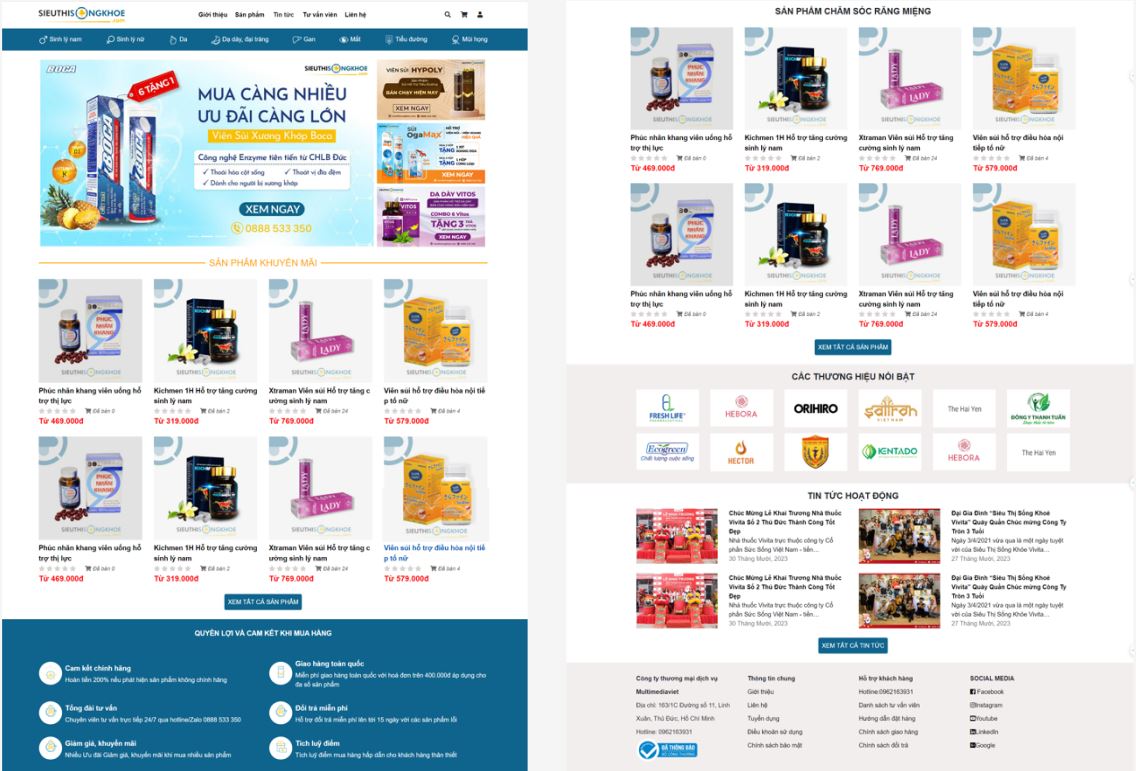 SIEUTHISONGKHOE
.com
Giới thiệu Sản phẩm Tin tức Tư vấn viên Liên hệ
Sinh lý nam Sinh lý nữ Da Dạ dày, đại tràng Gan Mắt Tiểu đường Mũi họng
BOCA
6 TẶNG 1
SIEUTHISONGKHOE
MUA CÀNG NHIỀU
ƯU ĐÃI CÀNG LỚN
Viên Sủi Xương Khớp Boca
Công nghệ Enzyme tiên tiến từ CHLB Đức
✓ Thoái hóa cột sống ✓ Thoát vị đĩa đệm
✓ Dành cho người bị xương khớp
XEM NGAY
0888 533 350
VIÊN SỦI HYPOLY
BÁN CHẠY HIỆN NAY
XEM NGAY
SỦI
OgaMax
XEM NGAY
DẠ DÀY VITOS
COMBO 6 VITOS
TẶNG 3
XEM NGAY
SẢN PHẨM KHUYẾN MÃI
Phúc nhãn khang viên uống hỗ
trợ thị lực
Đã bán 0
Từ 469.000đ
Kichmen 1H Hỗ trợ tăng cường
sinh lý nam
Đã bán 2
Từ 319.000đ
Xtraman Viên sủi Hỗ trợ tăng c
ường sinh lý nam
Đã bán 24
Từ 769.000đ
Viên sủi hỗ trợ điều hòa nội tiế
p tố nữ
Đã bán 4
Từ 579.000đ
Phúc nhãn khang viên uống hỗ
trợ thị lực
Đã bán 0
Từ 469.000đ
Kichmen 1H Hỗ trợ tăng cường
sinh lý nam
Đã bán 2
Từ 319.000đ
Xtraman Viên sủi Hỗ trợ tăng c
ường sinh lý nam
Đã bán 24
Từ 769.000đ
Viên sủi hỗ trợ điều hòa nội tiế
p tố nữ
Đã bán 4
Từ 579.000đ
XEM TẤT CẢ SẢN PHẨM
QUYỀN LỢI VÀ CAM KẾT KHI MUA HÀNG
Cam kết chính hãng
Hoàn tiền 200% nếu phát hiện sản phẩm không chính hãng
Giao hàng toàn quốc
Miễn phí giao hàng toàn quốc với hoá đơn trên 400.000đ áp dụng cho
đa số sản phẩm
Tổng đài tư vấn
Chuyên viên tư vấn trực tiếp 24/7 qua hotline/Zalo 0888 533 350
Đổi trả miễn phí
Hỗ trợ đổi trả miễn phí lên tới 15 ngày với các sản phẩm lỗi
Giảm giá, khuyến mãi
Nhiều Ưu Đãi Giảm giá, khuyến mãi khi mua nhiều sản phẩm
Tích luỹ điểm
Tích luỹ điểm mua hàng hấp dẫn cho khách hàng thân thiết
SẢN PHẨM CHĂM SÓC RĂNG MIỆNG
Phúc nhãn khang viên uống hỗ
trợ thị lực
Đã bán 0
Từ 469.000đ
Kichmen 1H Hỗ trợ tăng cường
sinh lý nam
Đã bán 2
Từ 319.000đ
Xtraman Viên sủi Hỗ trợ tăng
cường sinh lý nam
Đã bán 24
Từ 769.000đ
Viên sủi hỗ trợ điều hòa nội
tiếp tố nữ
Đã bán 4
Từ 579.000đ
Phúc nhãn khang viên uống hỗ
trợ thị lực
Đã bán 0
Từ 469.000đ
Kichmen 1H Hỗ trợ tăng cường
sinh lý nam
Đã bán 2
Từ 319.000đ
Xtraman Viên sủi Hỗ trợ tăng
cường sinh lý nam
Đã bán 24
Từ 769.000đ
Viên sủi hỗ trợ điều hòa nội
tiếp tố nữ
Đã bán 4
Từ 579.000đ
XEM TẤT CẢ SẢN PHẨM
CÁC THƯƠNG HIỆU NỔI BẬT
FRESH LIFE
HEBORA
ORIHIRO
Saffron
VIET NAM
The Hai Yen
ĐÔNG Y THANH TUẤN
Ecogreen
Chất lượng cuộc sống
HECTOR
KENTADO
HEBORA
The Hai Yen
TIN TỨC HOẠT ĐỘNG
Chúc Mừng Lễ Khai Trương Nhà thuốc
Vivita Số 2 Thủ Đức Thành Công Tốt
Đẹp
Nhà thuốc Vivita trực thuộc công ty Cổ
phần Sức Sống Việt Nam - tiền...
30 Tháng Mười, 2023
Đại Gia Đình “Siêu Thị Sống Khoẻ
Vivita” Quây Quần Chúc mừng Công Ty
Tròn 3 Tuổi
Ngày 3/4/2021 vừa qua là một ngày tuyệt
vời của Siêu Thị Sống Khỏe Vivita...
27 Tháng Mười, 2023
Chúc Mừng Lễ Khai Trương Nhà thuốc
Vivita Số 2 Thủ Đức Thành Công Tốt
Đẹp
Nhà thuốc Vivita trực thuộc công ty Cổ
phần Sức Sống Việt Nam - tiền...
30 Tháng Mười, 2023
Đại Gia Đình “Siêu Thị Sống Khoẻ
Vivita” Quây Quần Chúc mừng Công Ty
Tròn 3 Tuổi
Ngày 3/4/2021 vừa qua là một ngày tuyệt
vời của Siêu Thị Sống Khỏe Vivita...
27 Tháng Mười, 2023
XEM TẤT CẢ TIN TỨC
Công ty thương mại dịch vụ
Multimediaviet
Địa chỉ: 163/1C Đường số 11, Linh
Xuân, Thủ Đức, Hồ Chí Minh
Hotline: 0962163931
ĐÃ THÔNG BÁO
BỘ CÔNG THƯƠNG
Thông tin chung
Giới thiệu
Liên hệ
Tuyển dụng
Điều khoản sử dụng
Chính sách bảo mật
Hỗ trợ khách hàng
Hotline:0962163931
Danh sách tư vấn viên
Hướng dẫn đặt hàng
Chính sách giao hàng
Chính sách đổi trả
SOCIAL MEDIA
Facebook
Instagram
Youtube
LinkedIn
Google